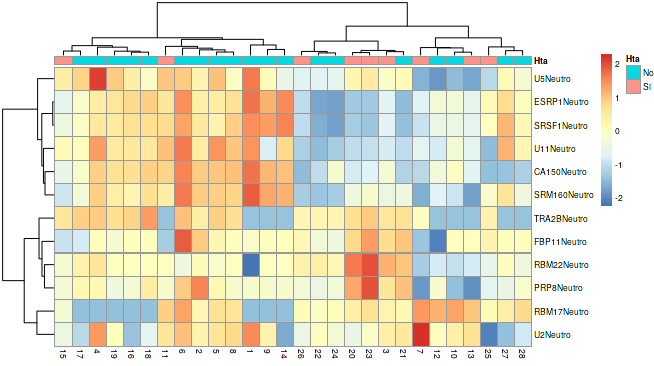 Hta
Hta
No
SI
2
1
0
-1
-2
U5Neutro
ESRP1Neutro
SRSF1Neutro
U11Neutro
CA150Neutro
SRM160Neutro
TRA2BNeutro
FBP11Neutro
RBM22Neutro
PRP8Neutro
RBM17Neutro
U2Neutro
15 17 4 19 16 18 11 6 2 5 8 1 9 14 26 22 24 20 23 3 21 7 12 10 13 25 27 28